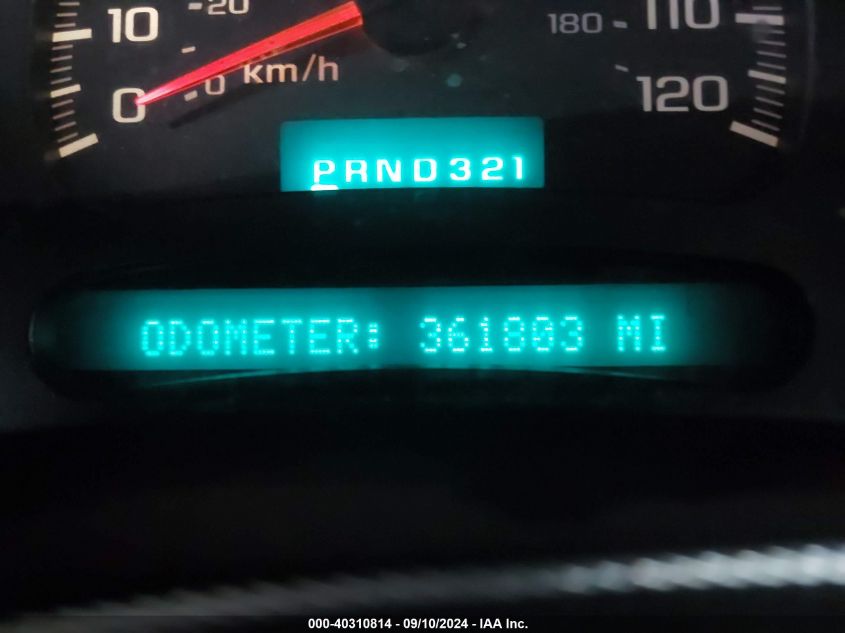 10 20 180 110
km/h
0 0 120
PRND321
ODOMETER: 361803 MI
000-40310814 - 09/10/2024 - IAA Inc.